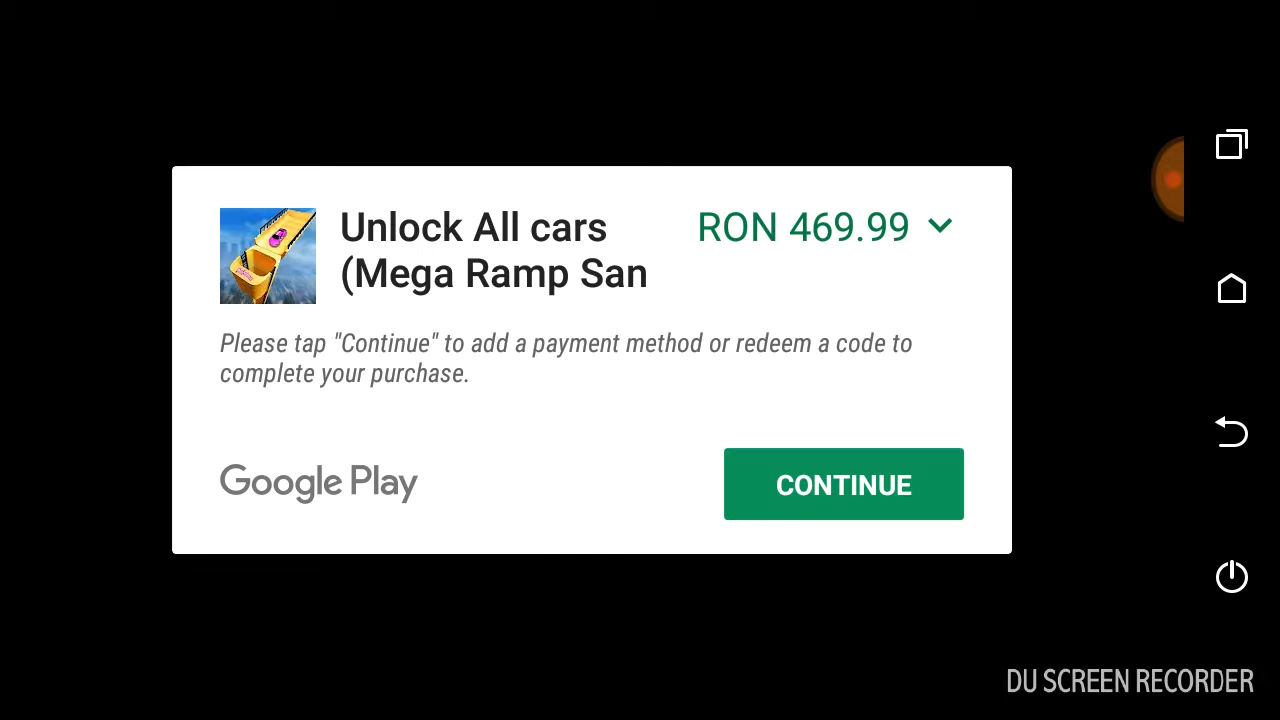 Unlock All cars
(Mega Ramp San
RON 469.99
Please tap "Continue" to add a payment method or redeem a code to
complete your purchase.
Google Play
CONTINUE
DU SCREEN RECORDER